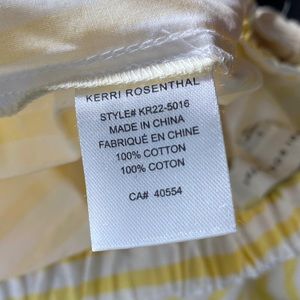 KERRI ROSENTHAL
STYLE# KR22-5016
MADE IN CHINA
FABRIQUÉ EN CHINE
100% COTTON
100% COTON
CA# 40554